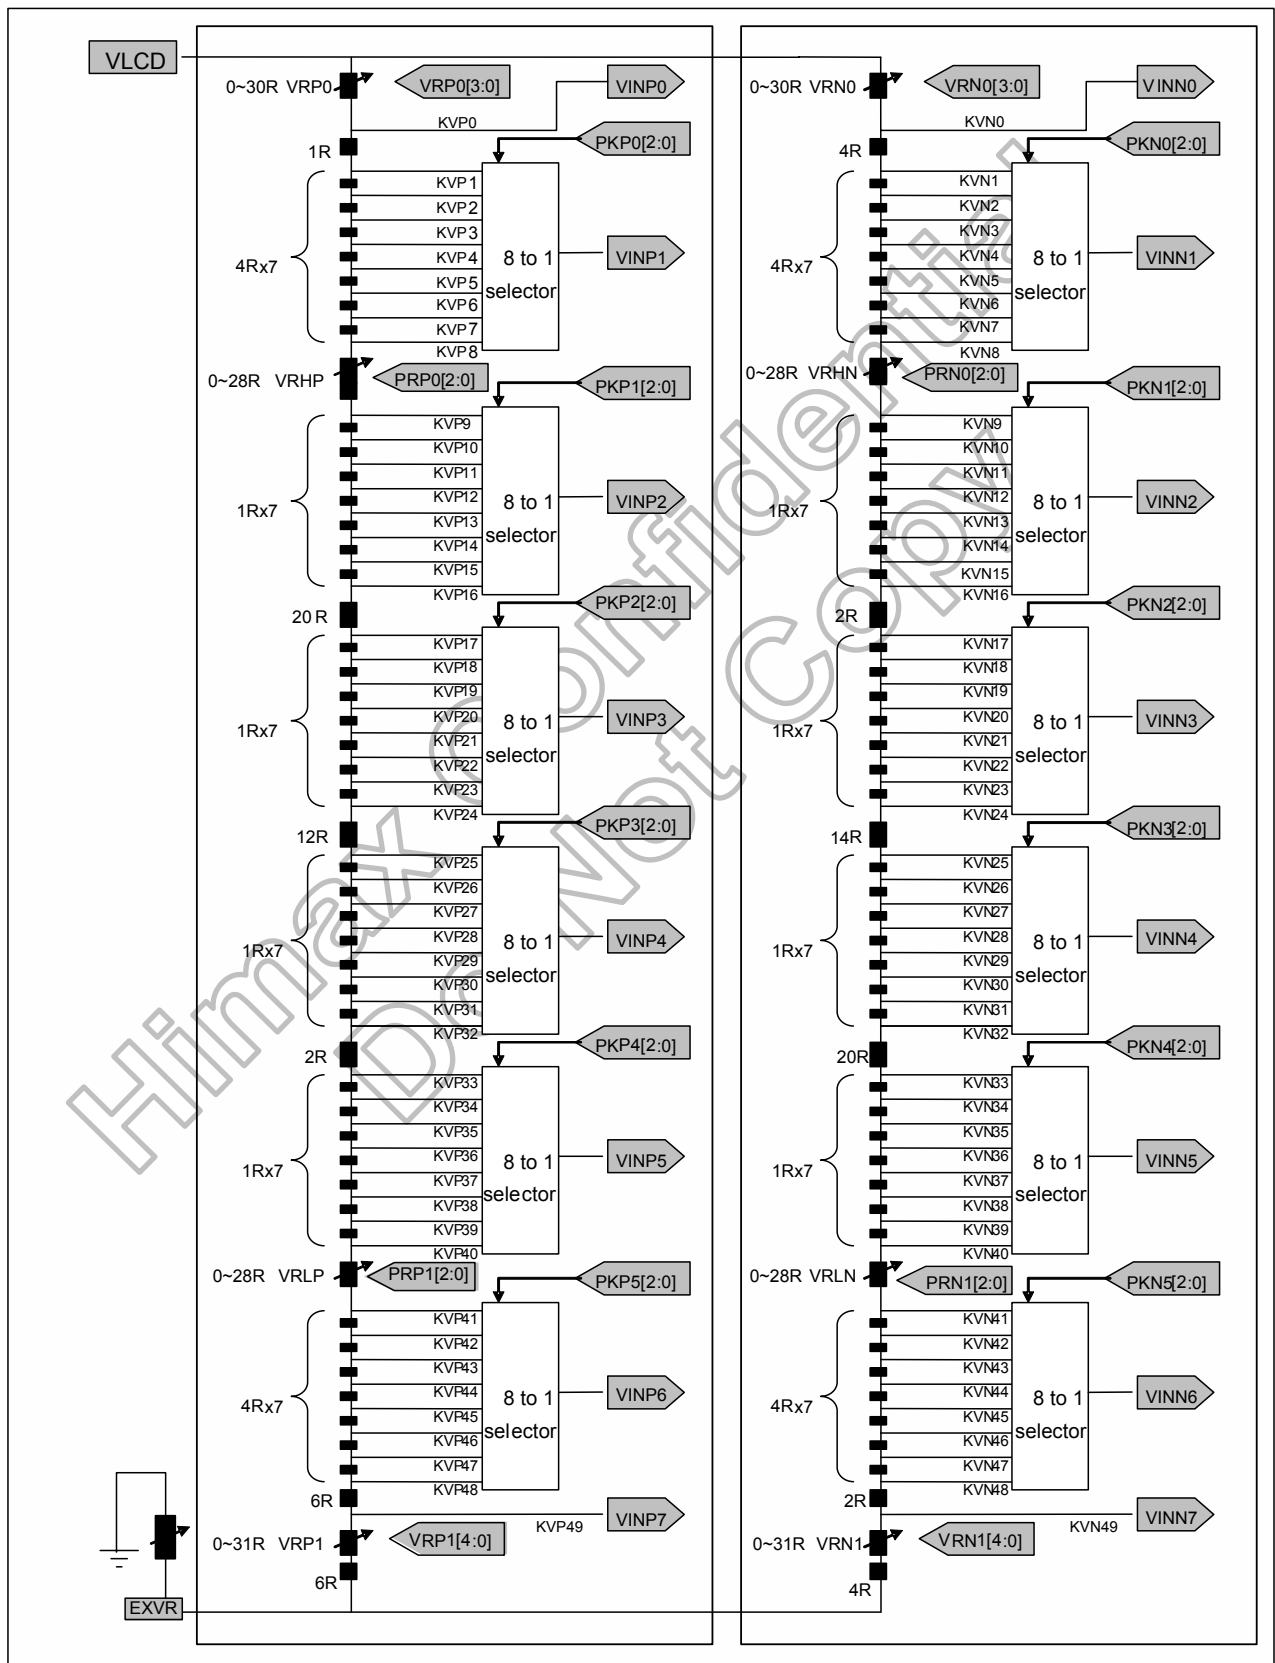 VLCD
0~30R VRP0
VRP0[3:0]
VINP0
KVP0
PKP0[2:0]
1R
KVP1
KVP2
KVP3
KVP4
KVP5
KVP6
KVP7
KVP8
4Rx7
8 to 1
selector
VINP1
0~28R VRHP
PRP0[2:0]
PKP1[2:0]
KVP9
KVP10
KVP11
KVP12
KVP13
KVP14
KVP15
KVP16
1Rx7
8 to 1
selector
VINP2
20R
PKP2[2:0]
KVP17
KVP18
KVP19
KVP20
KVP21
KVP22
KVP23
KVP24
1Rx7
8 to 1
selector
VINP3
12R
PKP3[2:0]
KVP25
KVP26
KVP27
KVP28
KVP29
KVP30
KVP31
KVP32
1Rx7
8 to 1
selector
VINP4
2R
PKP4[2:0]
KVP33
KVP34
KVP35
KVP36
KVP37
KVP38
KVP39
KVP40
1Rx7
8 to 1
selector
VINP5
0~28R VRLP
PRP1[2:0]
PKP5[2:0]
KVP41
KVP42
KVP43
KVP44
KVP45
KVP46
KVP47
KVP48
4Rx7
8 to 1
selector
VINP6
6R
KVP49
VINP7
0~31R VRP1
VRP1[4:0]
6R
EXVR
0~30R VRN0
VRN0[3:0]
VINN0
KVN0
PKN0[2:0]
4R
KVN1
KVN2
KVN3
KVN4
KVN5
KVN6
KVN7
KVN8
4Rx7
8 to 1
selector
VINN1
0~28R VRHN
PRN0[2:0]
PKN1[2:0]
KVN9
KVN10
KVN11
KVN12
KVN13
KVN14
KVN15
KVN16
1Rx7
8 to 1
selector
VINN2
2R
PKN2[2:0]
KVN17
KVN18
KVN19
KVN20
KVN21
KVN22
KVN23
KVN24
1Rx7
8 to 1
selector
VINN3
14R
PKN3[2:0]
KVN25
KVN26
KVN27
KVN28
KVN29
KVN30
KVN31
KVN32
1Rx7
8 to 1
selector
VINN4
20R
PKN4[2:0]
KVN33
KVN34
KVN35
KVN36
KVN37
KVN38
KVN39
KVN40
1Rx7
8 to 1
selector
VINN5
0~28R VRLN
PRN1[2:0]
PKN5[2:0]
KVN41
KVN42
KVN43
KVN44
KVN45
KVN46
KVN47
KVN48
4Rx7
8 to 1
selector
VINN6
2R
KVN49
VINN7
0~31R VRN1
VRN1[4:0]
4R
Himax Confidential
Do Not Copy